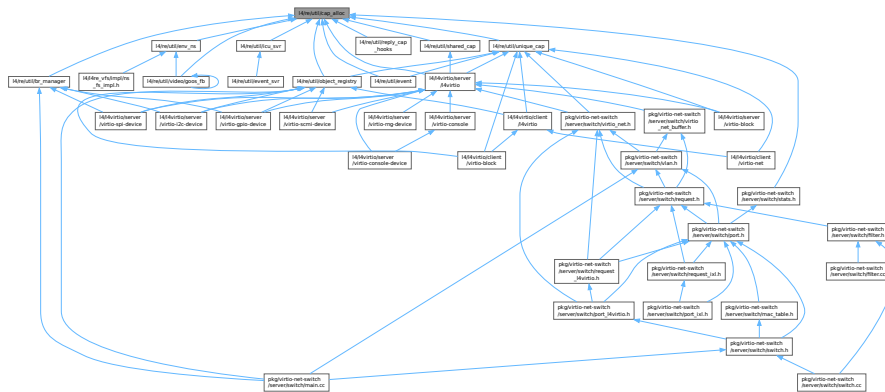 l4/re/util/cap_alloc
l4/re/util/env_ns
l4/re/util/icu_svr
l4/re/util/reply_cap
_hooks
l4/re/util/shared_cap
l4/re/util/unique_cap
l4/re/util/br_manager
l4/l4re_vfs/impl/ns
_fs_impl.h
l4/re/util/video/goos_fb
l4/re/util/event_svr
l4/re/util/object_registry
l4/re/util/event
l4/l4virtio/server
/l4virtio
l4/l4virtio/server
/virtio-spi-device
l4/l4virtio/server
/virtio-i2c-device
l4/l4virtio/server
/virtio-gpio-device
l4/l4virtio/server
/virtio-scmi-device
l4/l4virtio/server
/virtio-rng-device
l4/l4virtio/server
/virtio-console
l4/l4virtio/client
/l4virtio
pkg/virtio-net-switch
/server/switch/virtio_net.h
pkg/virtio-net-switch
/server/switch/virtio
_net_buffer.h
l4/l4virtio/server
/virtio-block
l4/l4virtio/server
/virtio-console-device
l4/l4virtio/client
/virtio-block
pkg/virtio-net-switch
/server/switch/vlan.h
l4/l4virtio/client
/virtio-net
pkg/virtio-net-switch
/server/switch/request.h
pkg/virtio-net-switch
/server/switch/stats.h
pkg/virtio-net-switch
/server/switch/port.h
pkg/virtio-net-switch
/server/switch/filter.h
pkg/virtio-net-switch
/server/switch/request
_l4virtio.h
pkg/virtio-net-switch
/server/switch/request_ixl.h
pkg/virtio-net-switch
/server/switch/filter.cc
pkg/virtio-net-switch
/server/switch/port_l4virtio.h
pkg/virtio-net-switch
/server/switch/port_ixl.h
pkg/virtio-net-switch
/server/switch/mac_table.h
pkg/virtio-net-switch
/server/switch/switch.h
pkg/virtio-net-switch
/server/switch/main.cc
pkg/virtio-net-switch
/server/switch/switch.cc